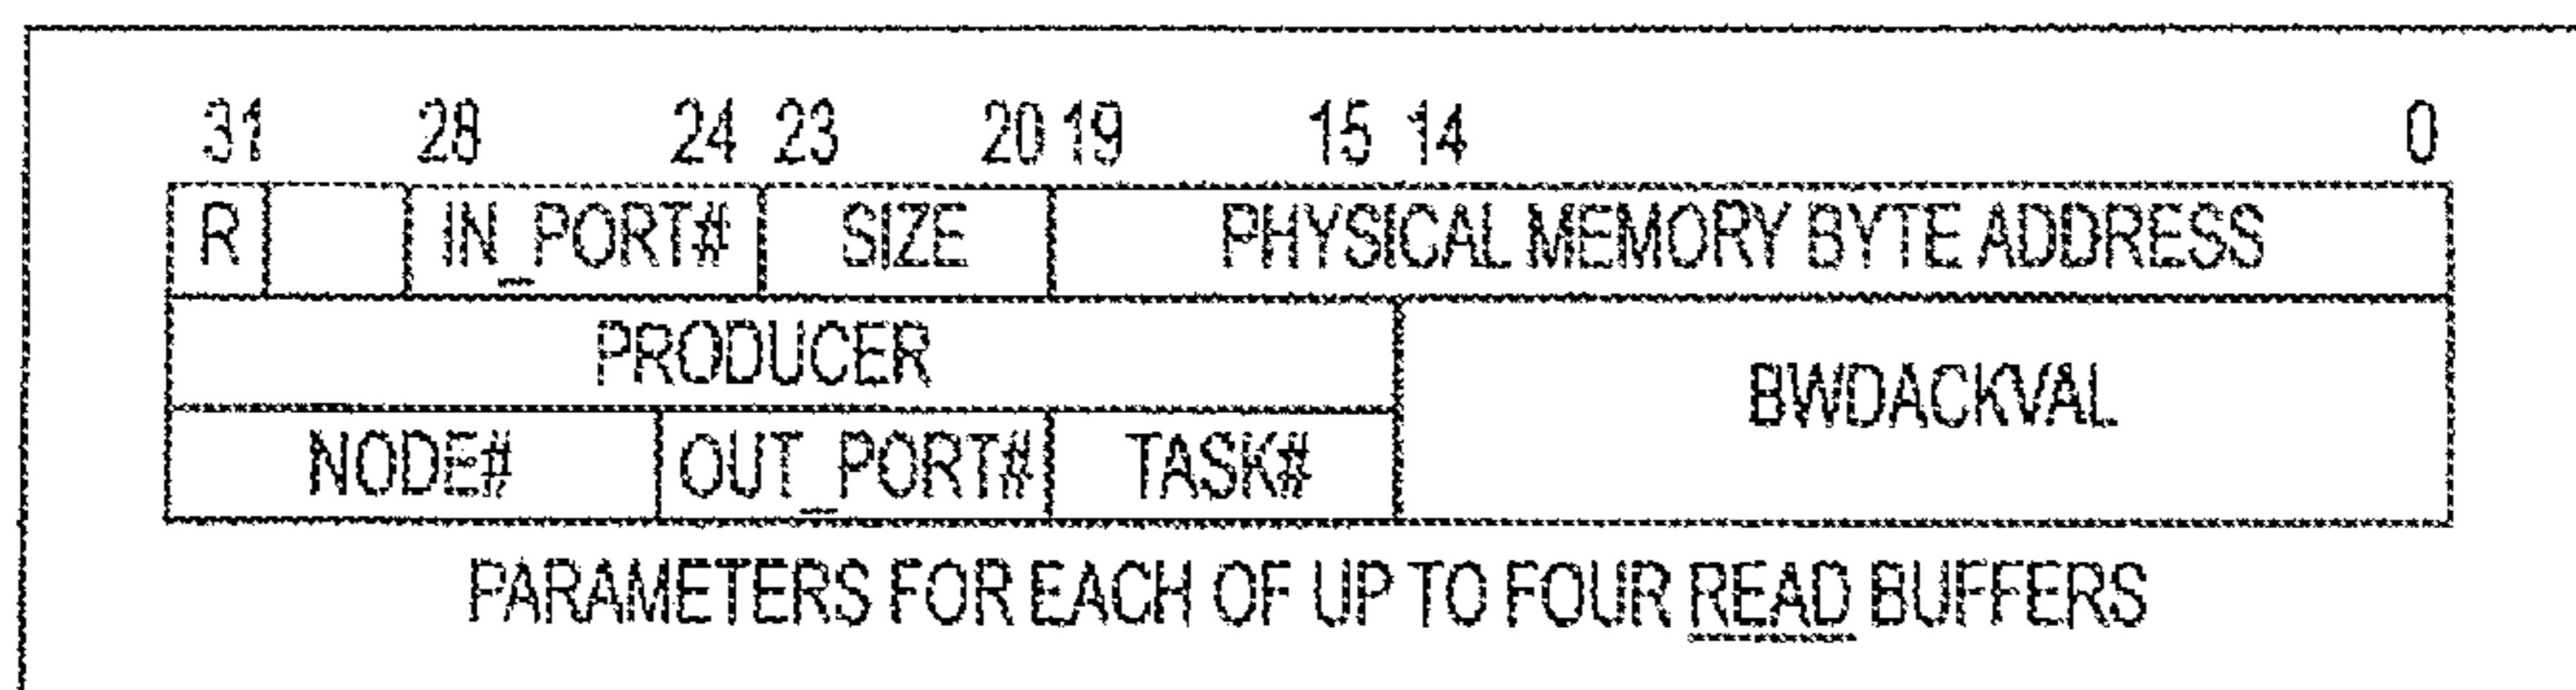 31 28 24 23 20 19 15 14 0
R IN_PORT# SIZE PHYSICAL MEMORY BYTE ADDRESS
PRODUCER
BWDACKVAL
NODE# OUT_PORT# TASK#
PARAMETERS FOR EACH OF UP TO FOUR READ BUFFERS